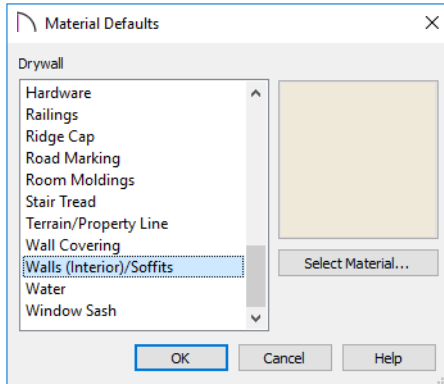 Material Defaults
Drywall
Hardware
Railings
Ridge Cap
Road Marking
Room Moldings
Stair Tread
Terrain/Property Line
Wall Covering
Walls (Interior)/Soffits
Water
Window Sash
Select Material...
OK
Cancel
Help